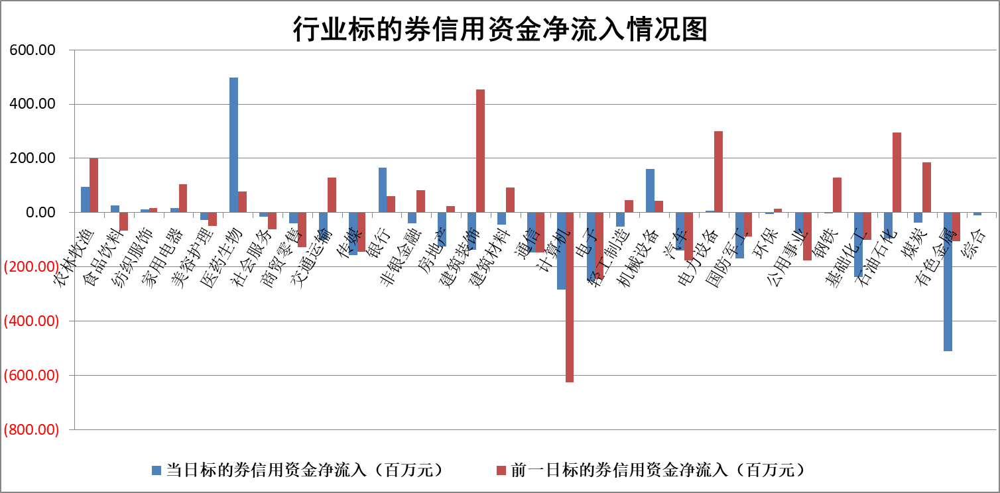 行业标的券信用资金净流入情况图
600.00
400.00
200.00
0.00
(200.00)
(400.00)
(600.00)
(800.00)
农林牧渔
食品饮料
纺织服饰
家用电器
美容护理
医药生物
社会服务
商贸零售
交通运输
传媒
银行
非银金融
房地产
建筑装饰
建筑材料
通信
计算机
电子
轻工制造
机械设备
汽车
电力设备
国防军工
环保
公用事业
钢铁
基础化工
石油石化
煤炭
有色金属
综合
当日标的券信用资金净流入（百万元）
前一日标的券信用资金净流入（百万元）